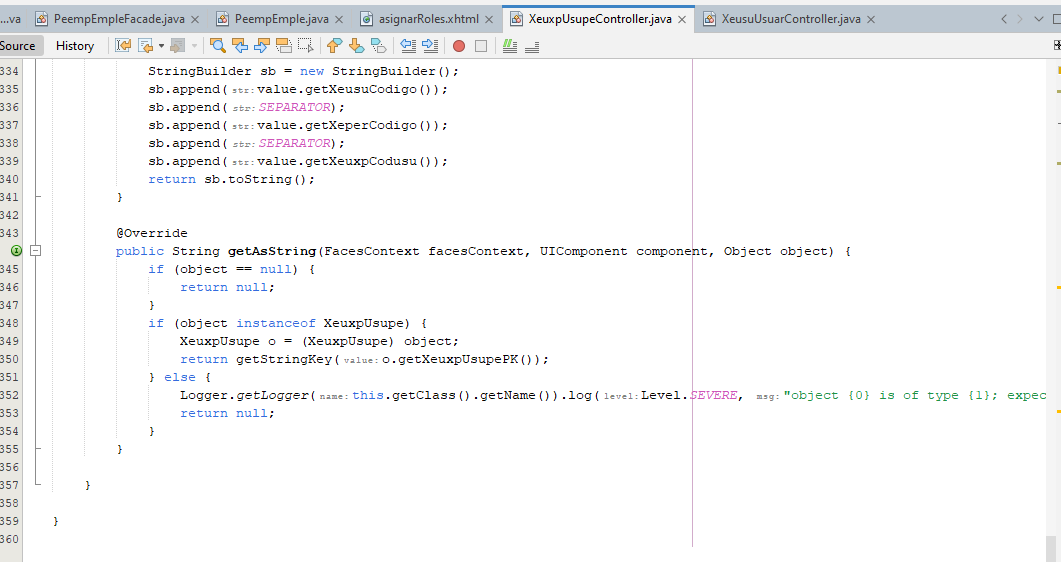 ...va PeempEmpleFacade.java PeempEmple.java asignarRoles.xhtml XeuxpUsupeController.java XeusuUsuarController.java
Source History
334 StringBuilder sb = new StringBuilder();
335 sb.append(str: value.getXeusuCodigo());
336 sb.append(str: SEPARATOR);
337 sb.append(str: value.getXeperCodigo());
338 sb.append(str: SEPARATOR);
339 sb.append(str: value.getXeuxpCodusu());
340 return sb.toString();
341 }
342
343 @Override
public String getAsString(FacesContext facesContext, UIComponent component, Object object) {
345 if (object == null) {
346 return null;
347 }
348 if (object instanceof XeuxpUsupe) {
349 XeuxpUsupe o = (XeuxpUsupe) object;
350 return getStringKey(value: o.getXeuxpUsupePK());
351 } else {
352 Logger.getLogger(name: this.getClass().getName()).log(level: Level.SEVERE, msg: "object {0} is of type {1}; expec
353 return null;
354 }
355 }
356
357 }
358
359 }
360